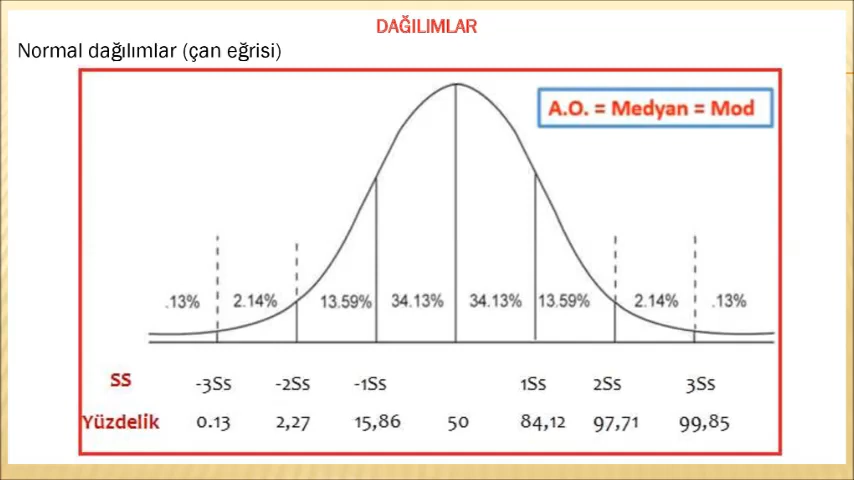 DAĞILIMLAR
Normal dağılımlar (çan eğrisi)
A.O. = Medyan = Mod
.13% 2.14% 13.59% 34.13% 34.13% 13.59% 2.14% .13%
SS -3Ss -2Ss -1Ss 1Ss 2Ss 3Ss
Yüzdelik 0.13 2,27 15,86 50 84,12 97,71 99,85